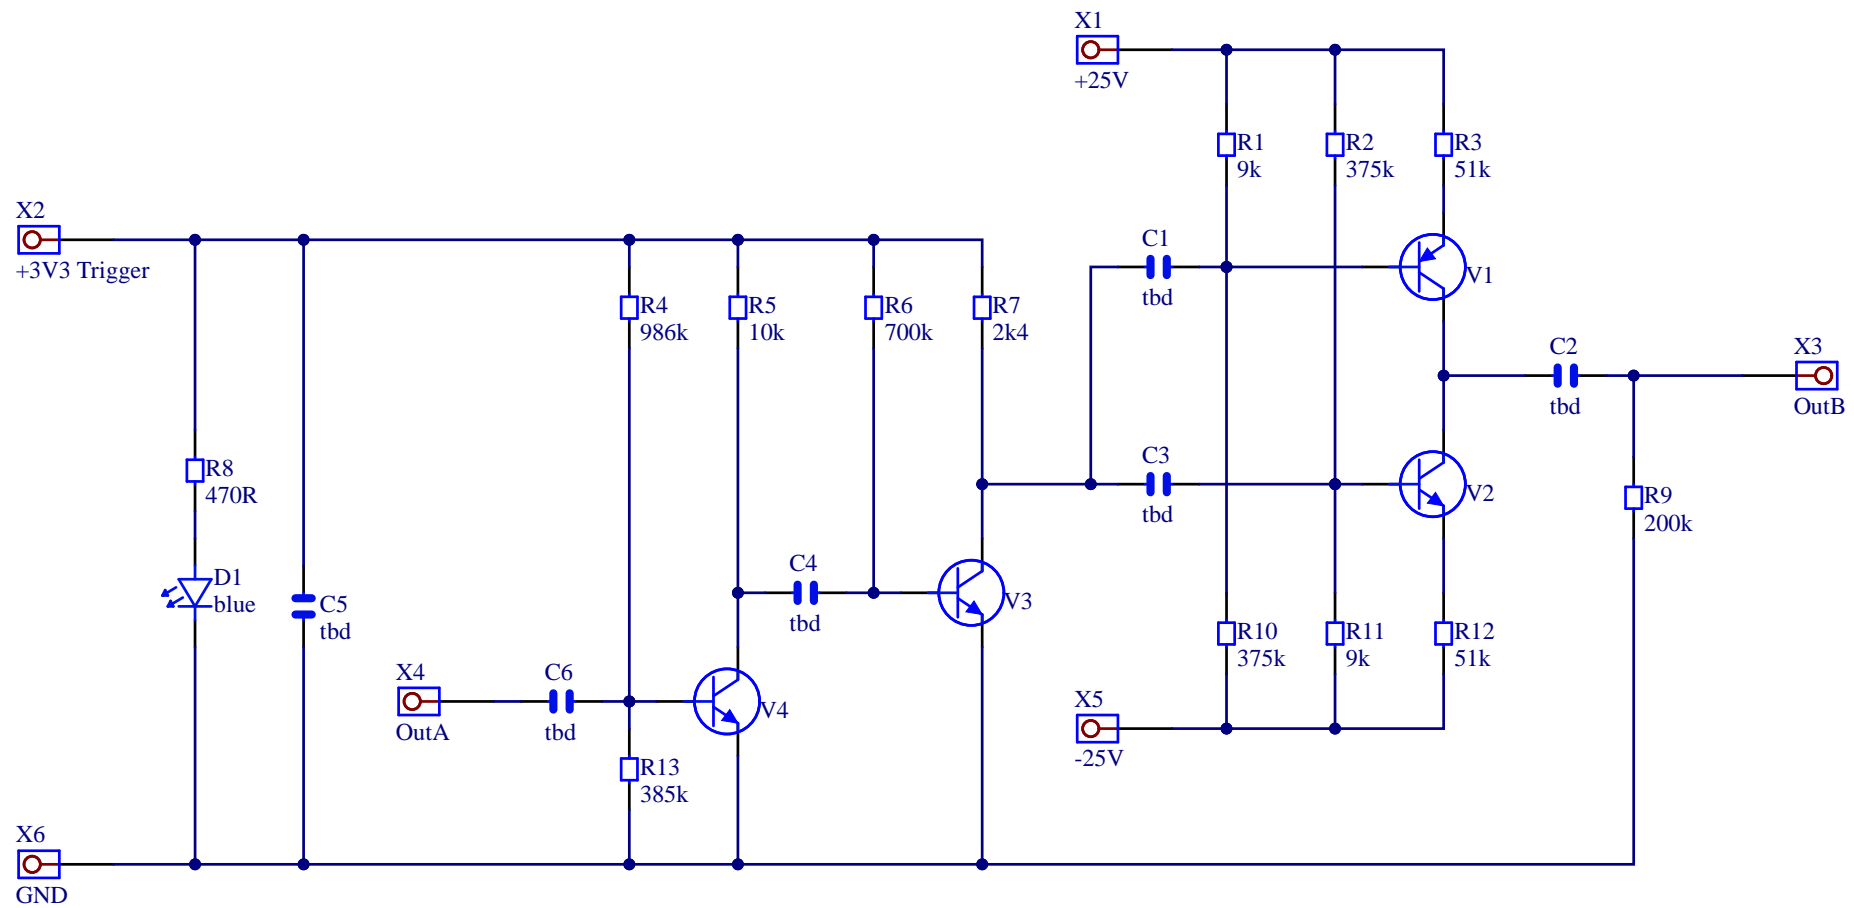 X1
+25V
R1
9k
R2
375k
R3
51k
X2
+3V3 Trigger
C1
tbd
V1
R4
986k
R5
10k
R6
700k
R7
2k4
C2
tbd
X3
OutB
R8
470R
C3
tbd
V2
R9
200k
D1
blue
C5
tbd
C4
tbd
V3
R10
375k
R11
9k
R12
51k
X4
OutA
C6
tbd
V4
X5
-25V
R13
385k
X6
GND